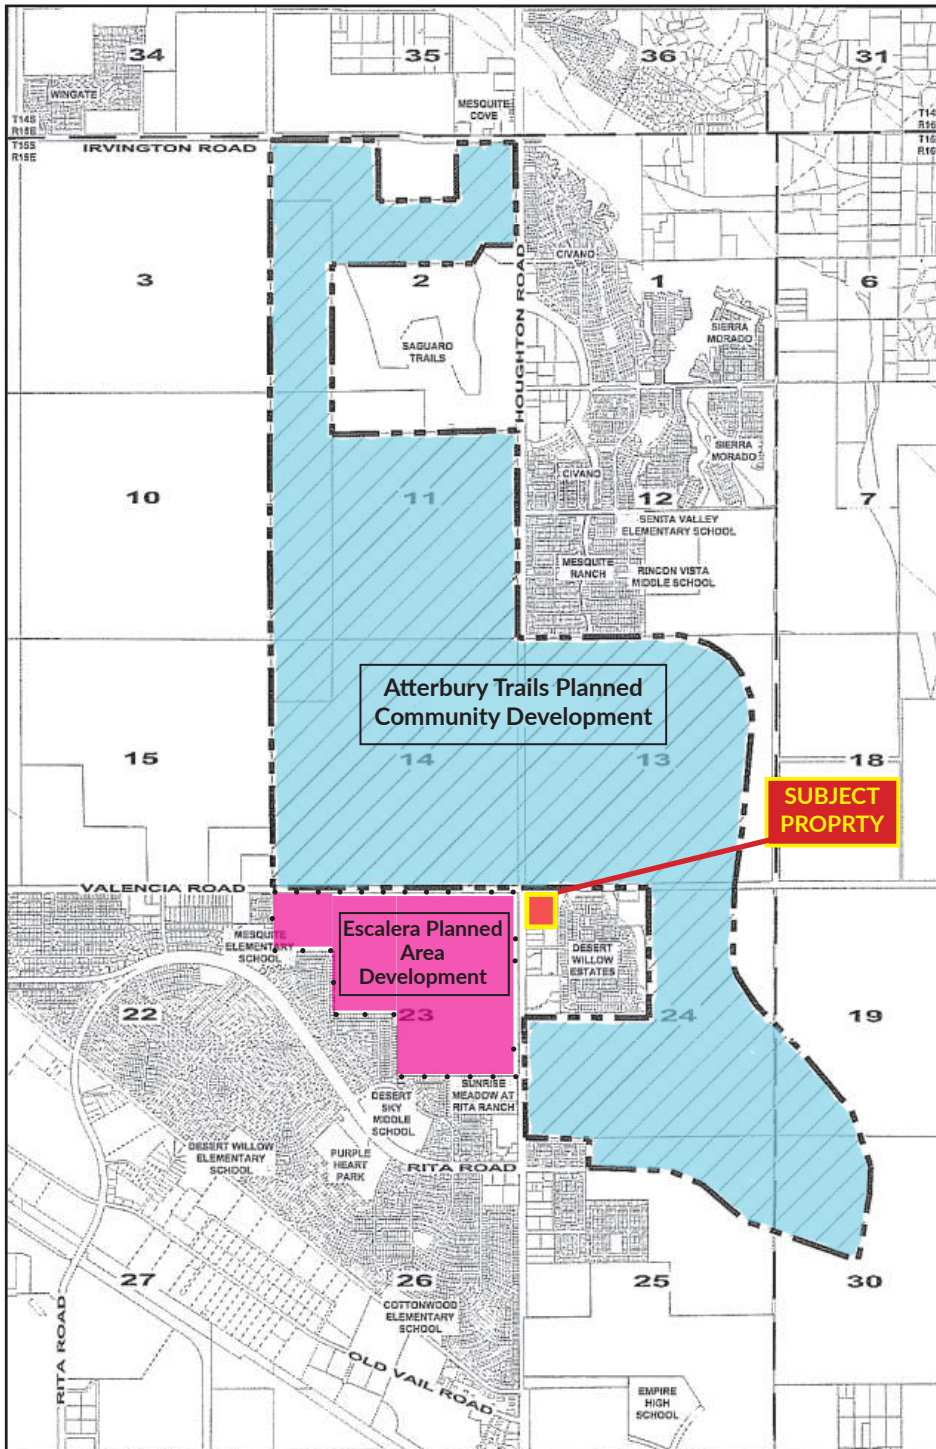 34
35
36
31
WINGATE
MESQUITE
COVE
T14S
R15E
T15S
R15E
IRVINGTON ROAD
3
2
CIVANO
1
6
SAGUARO
TRAILS
HOUGHTON ROAD
SIERRA
MORADO
10
11
CIVANO
SIERRA
MORADO
12
7
SENITA VALLEY
ELEMENTARY SCHOOL
MESQUITE
RANCH
RINCON VISTA
MIDDLE SCHOOL
Atterbury Trails Planned
Community Development
15
14
13
18
SUBJECT
PROPRTY
VALENCIA ROAD
MESQUITE
ELEMENTARY
SCHOOL
Escalera Planned
Area
Development
DESERT
WILLOW
ESTATES
22
23
24
19
SUNRISE
MEADOW AT
RITA RANCH
DESERT
SKY
MIDDLE
SCHOOL
DESERT WILLOW
ELEMENTARY
SCHOOL
PURPLE
HEART
PARK
RITA ROAD
27
26
25
30
COTTONWOOD
ELEMENTARY
SCHOOL
RITA ROAD
OLD VAIL ROAD
EMPIRE
HIGH
SCHOOL